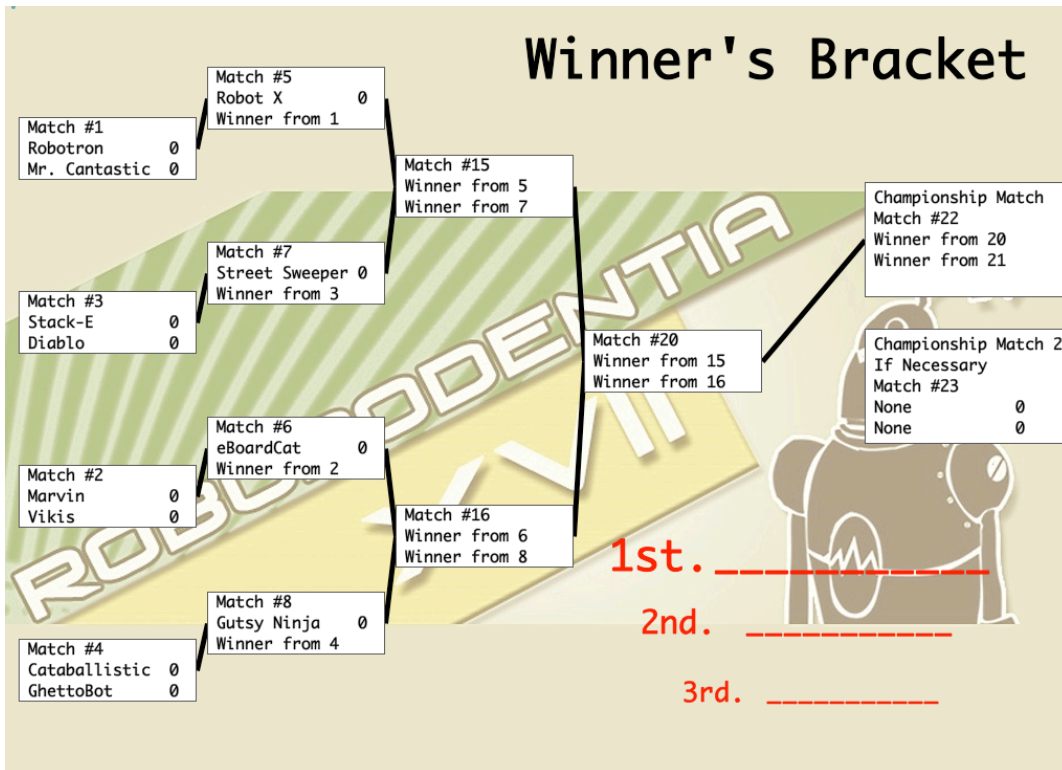 Winner's Bracket
Match #5
Robot X 0
Winner from 1
Match #1
Robotron 0
Mr. Cantastic 0
Match #15
Winner from 5
Winner from 7
Championship Match
Match #22
Winner from 20
Winner from 21
Match #7
Street Sweeper 0
Winner from 3
Match #3
Stack-E 0
Diablo 0
Match #20
Winner from 15
Winner from 16
Championship Match 2
If Necessary
Match #23
None 0
None 0
Match #6
eBoardCat 0
Winner from 2
Match #2
Marvin 0
Vikis 0
Match #16
Winner from 6
Winner from 8
Match #8
Gutsy Ninja 0
Winner from 4
Match #4
Cataballistic 0
GhettoBot 0
1st. ___________
2nd. ___________
3rd. ___________